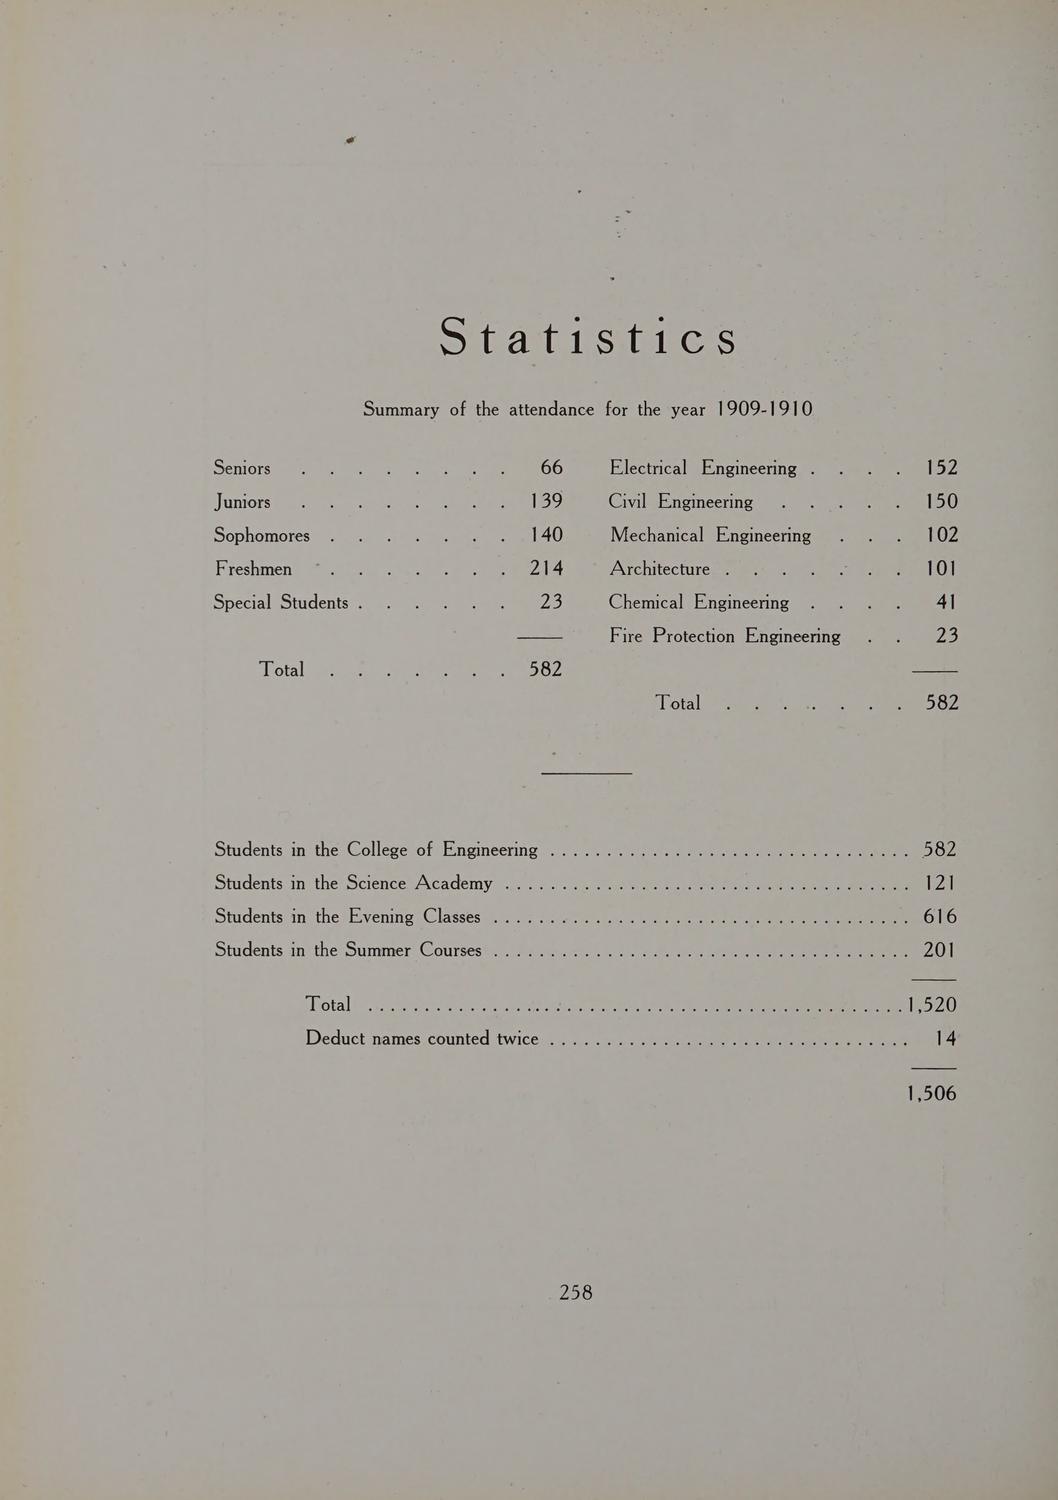 Statistics
Summary of the attendance for the year 1909-1910
Seniors . . . . . . . . 66
Juniors . . . . . . . . 139
Sophomores . . . . . . . 140
Freshmen . . . . . . . 214
Special Students . . . . . . 23
Total . . . . . . . 582
Electrical Engineering . . . . 152
Civil Engineering . . . . . 150
Mechanical Engineering . . . 102
Architecture . . . . . . . 101
Chemical Engineering . . . . 41
Fire Protection Engineering . . 23
Total . . . . . . . 582
Students in the College of Engineering ................................ 582
Students in the Science Academy .................................... 121
Students in the Evening Classes ..................................... 616
Students in the Summer Courses ..................................... 201
Total ................................................ 1,520
Deduct names counted twice ................................ 14
1,506
258